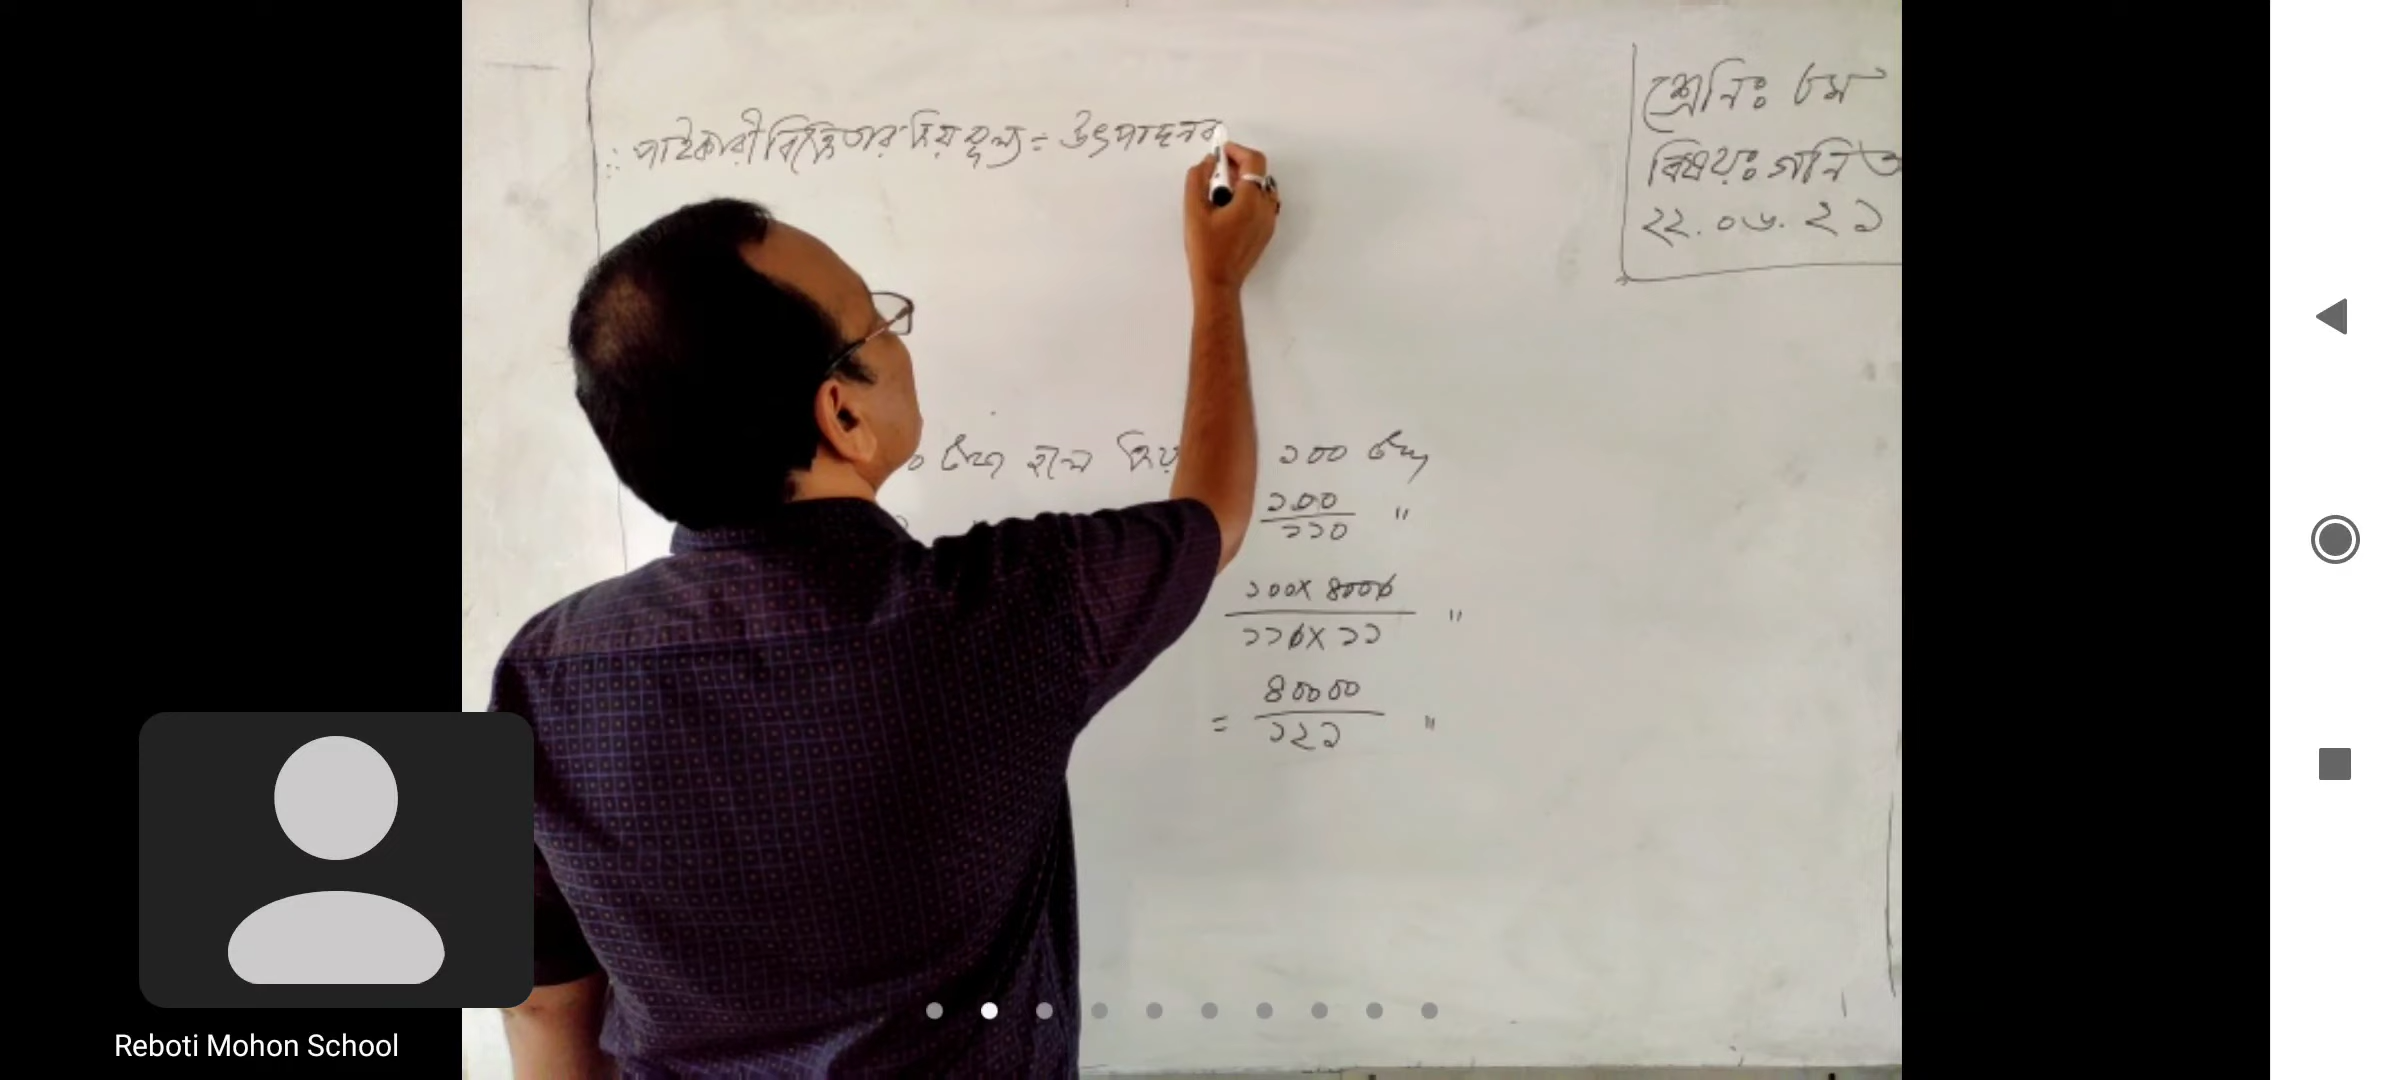 ∴ পাইকারী বিক্রেতার ক্রয় মূল্য = উৎপাদনক
শ্রেনিঃ ৮ম
বিষয়ঃ গনিত
২২.০৬.২১
০ টাকা হলে ক্রয় ১০০ টাকা
১০০
১১০ "
১০০ × ৪০০০
১১০ × ১১ "
= ৪০০০০
১২১ "
Reboti Mohon School